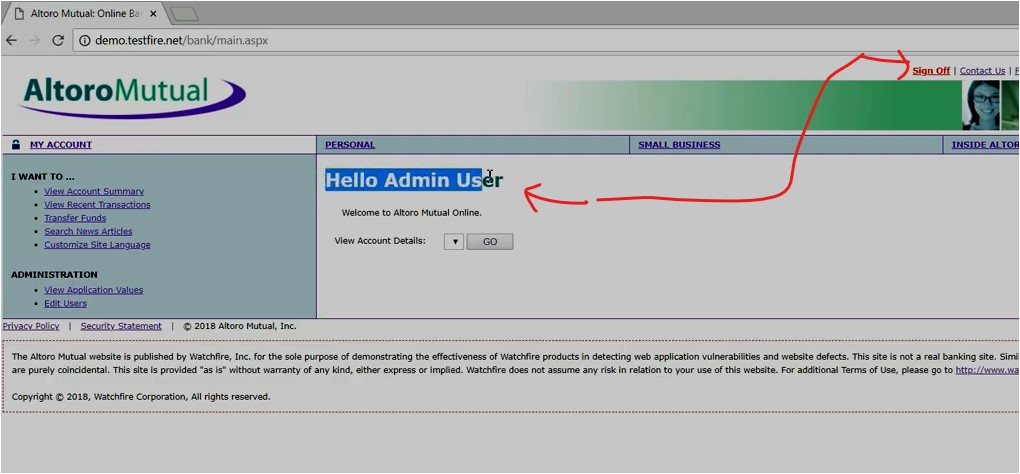 Altoro Mutual: Online Ba
demo.testfire.net/bank/main.aspx
Sign Off | Contact Us | F
AltoroMutual
MY ACCOUNT
PERSONAL
SMALL BUSINESS
INSIDE ALTOR
I WANT TO ...
View Account Summary
View Recent Transactions
Transfer Funds
Search News Articles
Customize Site Language
ADMINISTRATION
View Application Values
Edit Users
Hello Admin User
Welcome to Altoro Mutual Online.
View Account Details:
GO
Privacy Policy | Security Statement | © 2018 Altoro Mutual, Inc.
The Altoro Mutual website is published by Watchfire, Inc. for the sole purpose of demonstrating the effectiveness of Watchfire products in detecting web application vulnerabilities and website defects. This site is not a real banking site. Simi
are purely coincidental. This site is provided "as is" without warranty of any kind, either express or implied. Watchfire does not assume any risk in relation to your use of this website. For additional Terms of Use, please go to http://www.wa
Copyright © 2018, Watchfire Corporation, All rights reserved.